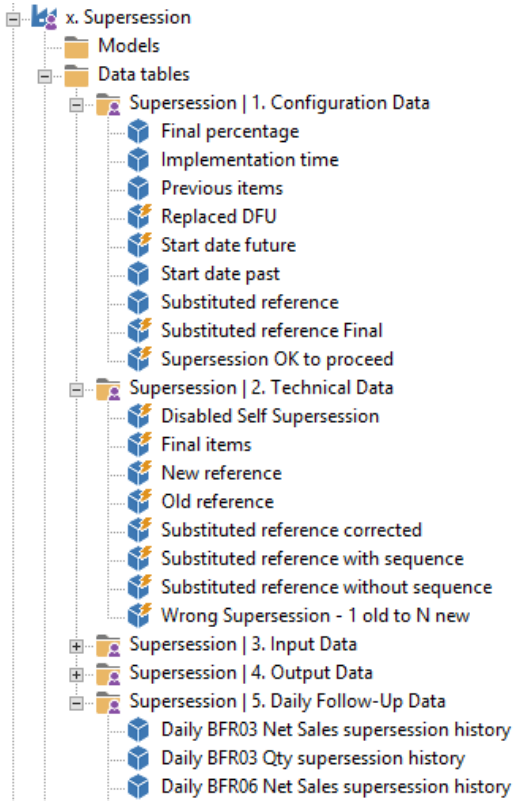 x. Supersession
Models
Data tables
Supersession | 1. Configuration Data
Final percentage
Implementation time
Previous items
Replaced DFU
Start date future
Start date past
Substituted reference
Substituted reference Final
Supersession OK to proceed
Supersession | 2. Technical Data
Disabled Self Supersession
Final items
New reference
Old reference
Substituted reference corrected
Substituted reference with sequence
Substituted reference without sequence
Wrong Supersession - 1 old to N new
Supersession | 3. Input Data
Supersession | 4. Output Data
Supersession | 5. Daily Follow-Up Data
Daily BFR03 Net Sales supersession history
Daily BFR03 Qty supersession history
Daily BFR06 Net Sales supersession history